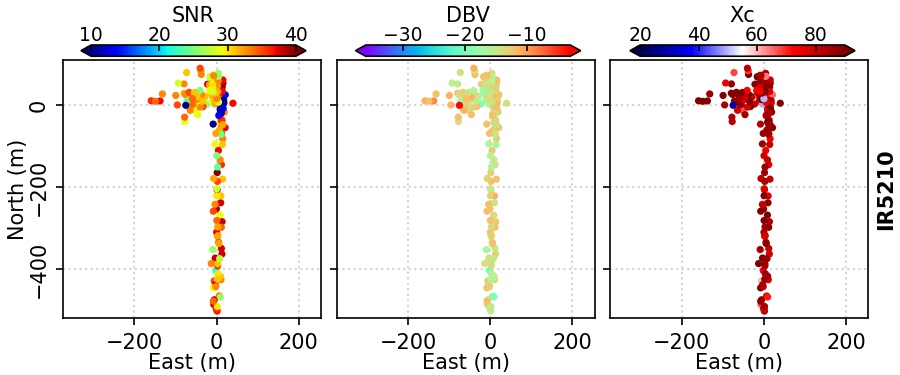 SNR
10 20 30 40
DBV
−30 −20 −10
Xc
20 40 60 80
North (m)
0
−200
−400
−200 0 200
East (m)
−200 0 200
East (m)
−200 0 200
East (m)
IR5210